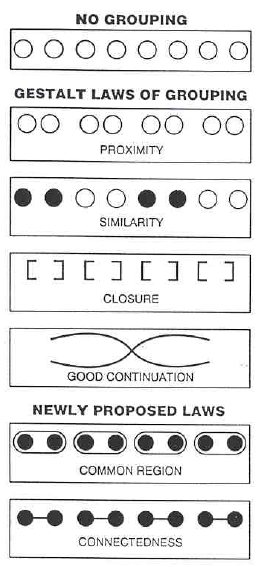 NO GROUPING
GESTALT LAWS OF GROUPING
PROXIMITY
SIMILARITY
CLOSURE
GOOD CONTINUATION
NEWLY PROPOSED LAWS
COMMON REGION
CONNECTEDNESS